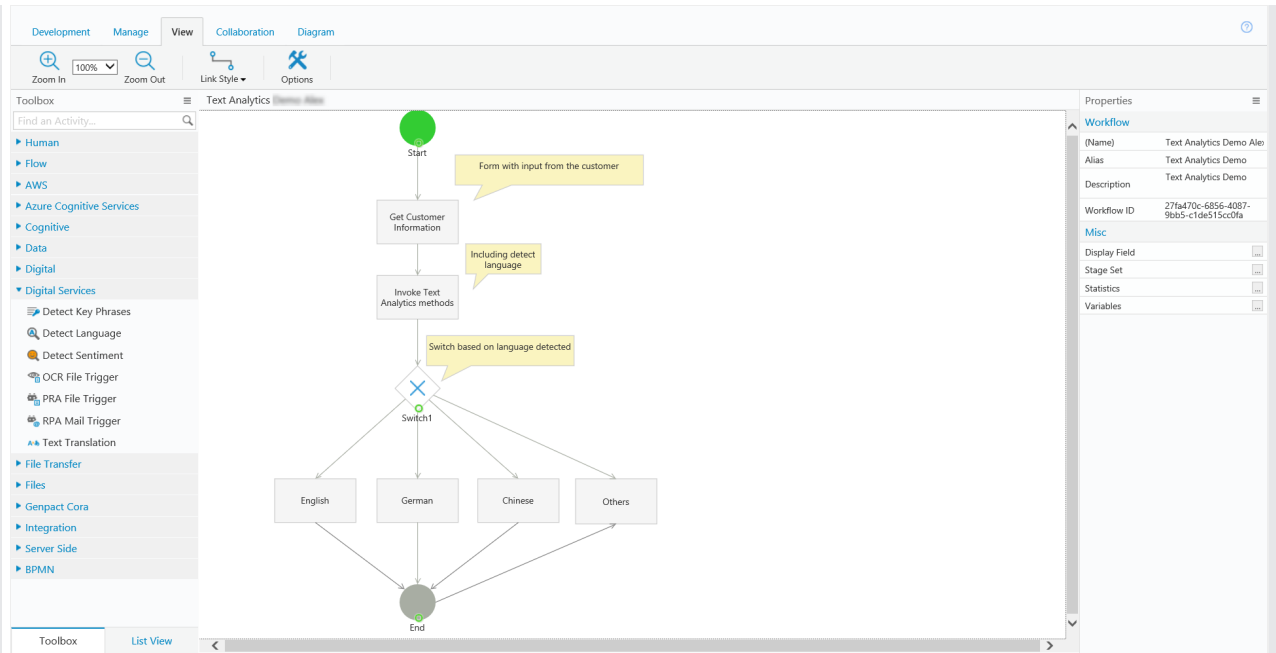 Development Manage View Collaboration Diagram
Zoom In 100% Zoom Out Link Style Options
Toolbox
Text Analytics
Properties
Find an Activity...
Human
Flow
AWS
Azure Cognitive Services
Cognitive
Data
Digital
Digital Services
Detect Key Phrases
Detect Language
Detect Sentiment
OCR File Trigger
PRA File Trigger
RPA Mail Trigger
Text Translation
File Transfer
Files
Genpact Cora
Integration
Server Side
BPMN
Toolbox List View
Start
Form with input from the customer
Get Customer
Information
Including detect
language
Invoke Text
Analytics methods
Switch based on language detected
Switch1
English German Chinese Others
End
Workflow
(Name) Text Analytics Demo Alex
Alias Text Analytics Demo
Description Text Analytics Demo
Workflow ID 27fa470c-6856-4087-
9bb5-c1de515cc0fa
Misc
Display Field ...
Stage Set ...
Statistics ...
Variables ...